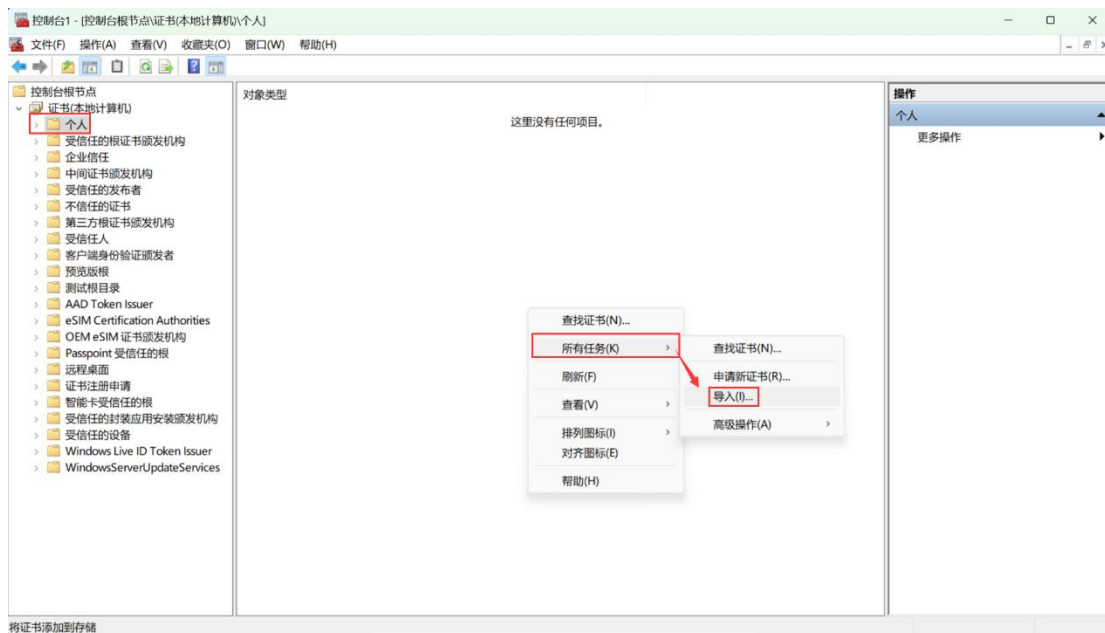 控制台1 - [控制台根节点\证书(本地计算机)\个人]
文件(F) 操作(A) 查看(V) 收藏夹(O) 窗口(W) 帮助(H)
控制台根节点
证书(本地计算机)
个人
受信任的根证书颁发机构
企业信任
中间证书颁发机构
受信任的发布者
不信任的证书
第三方根证书颁发机构
受信任人
客户端身份验证颁发者
预览版根
测试根目录
AAD Token Issuer
eSIM Certification Authorities
OEM eSIM 证书颁发机构
Passpoint 受信任的根
远程桌面
证书注册申请
智能卡受信任的根
受信任的封装应用安装颁发机构
受信任的设备
Windows Live ID Token Issuer
WindowsServerUpdateServices
对象类型
这里没有任何项目。
查找证书(N)...
所有任务(K)
刷新(F)
查看(V)
排列图标(I)
对齐图标(E)
帮助(H)
查找证书(N)...
申请新证书(R)...
导入(I)...
高级操作(A)
操作
个人
更多操作
将证书添加到存储